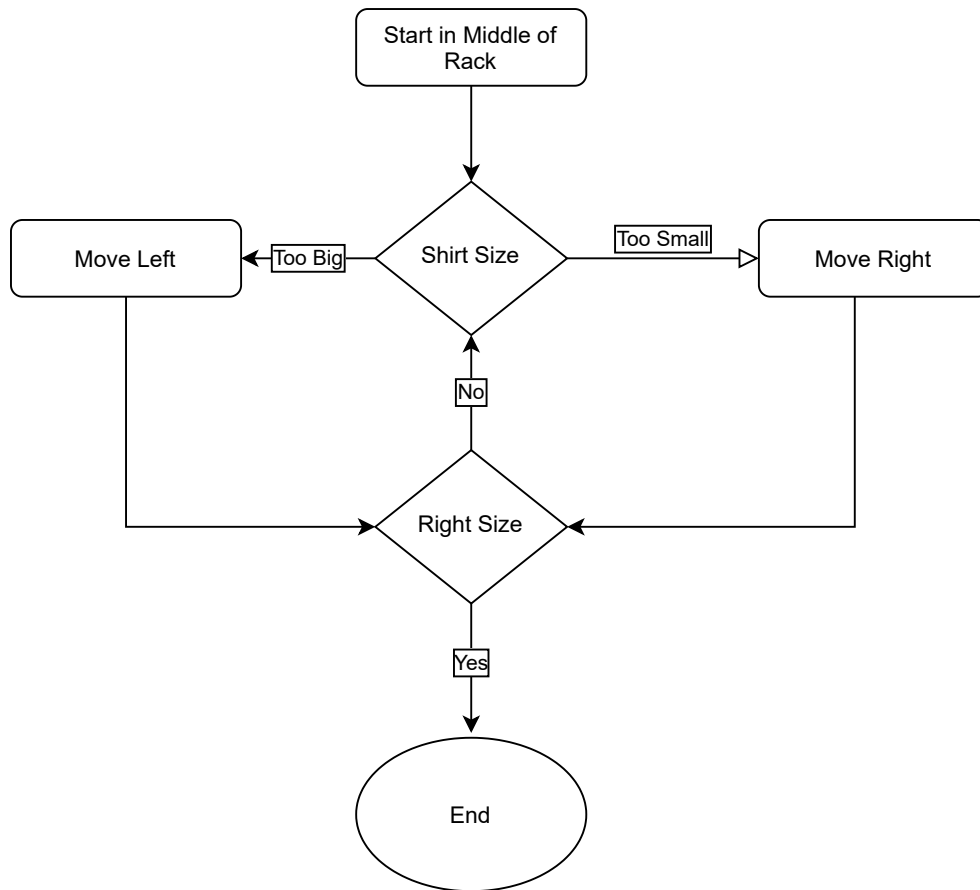 Start in Middle of
Rack
Too Small
Move Left
Too Big
Shirt Size
Move Right
No
Right Size
Yes
End